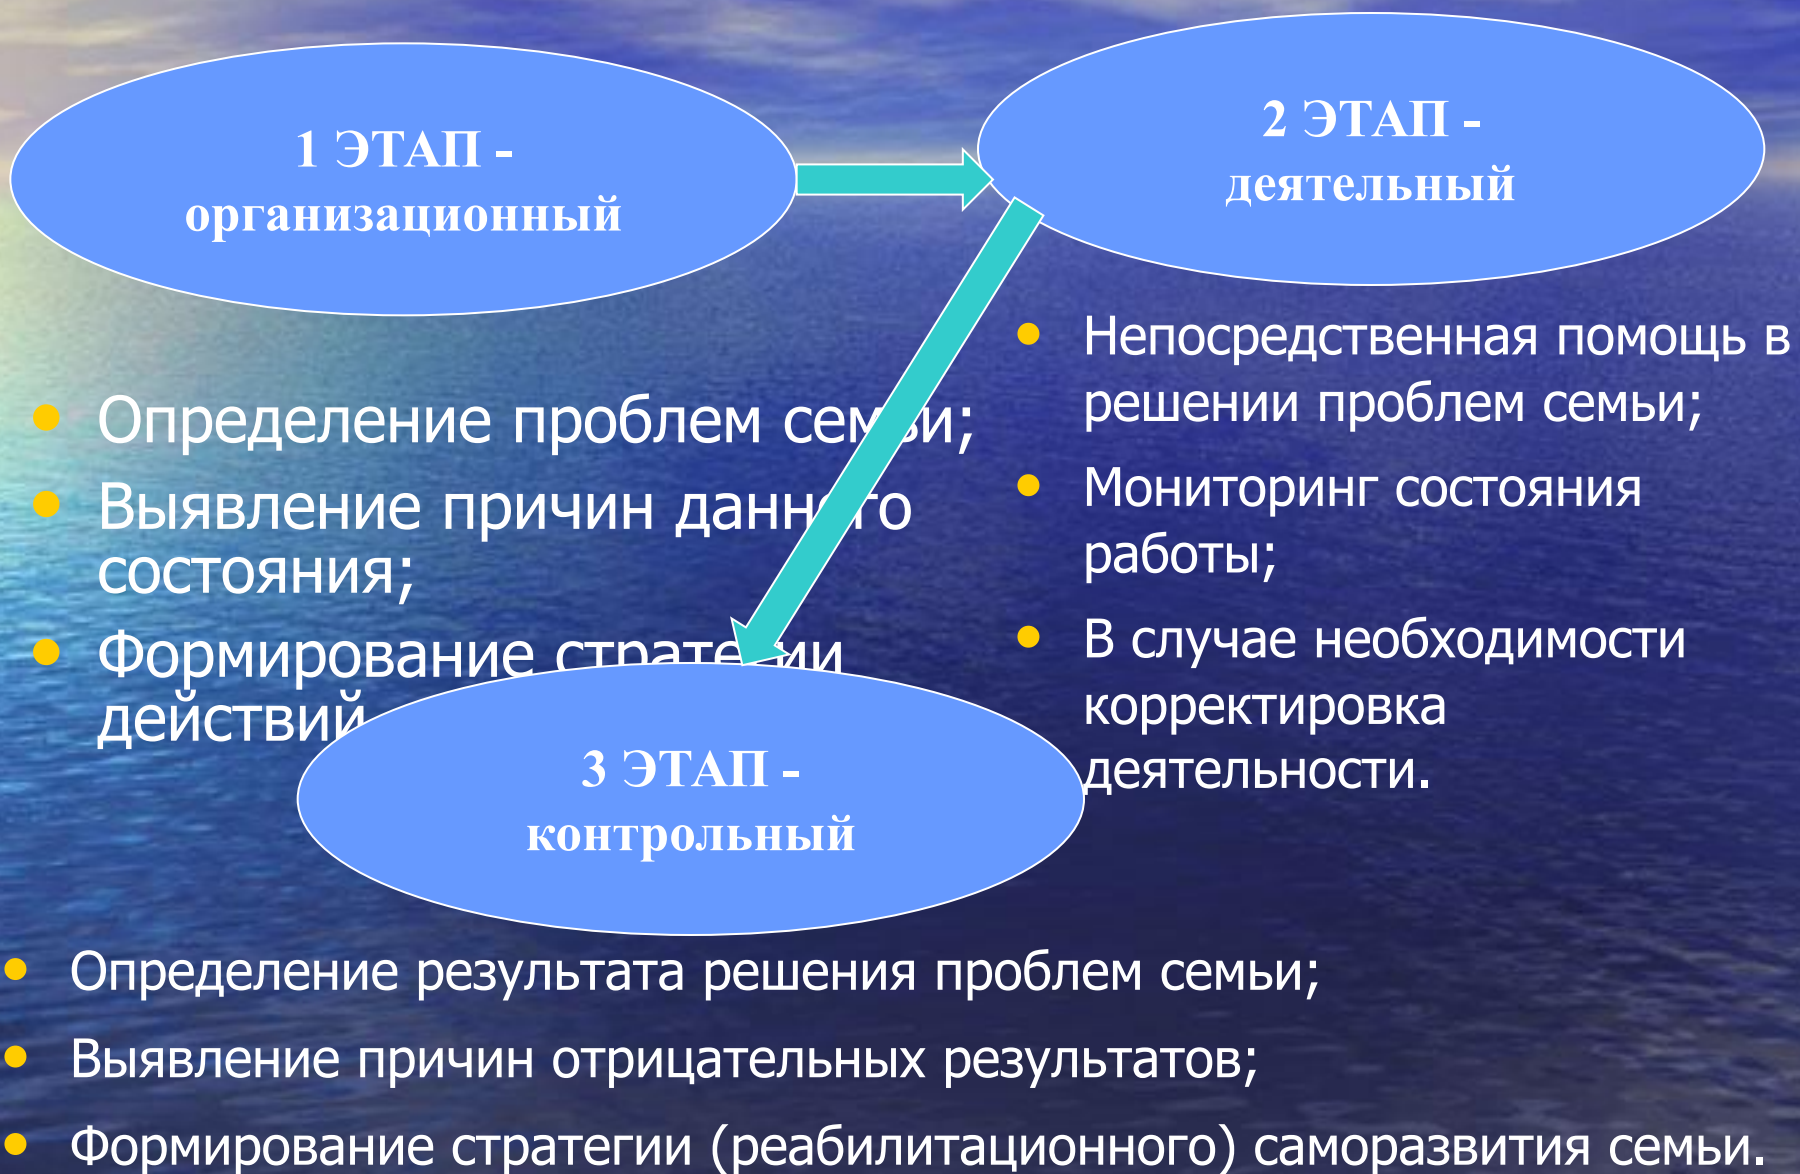 1 ЭТАП -
организационный
Определение проблем семьи;
Выявление причин данного
состояния;
Формирование стратегии
действий
2 ЭТАП -
деятельный
Непосредственная помощь в
решении проблем семьи;
Мониторинг состояния
работы;
В случае необходимости
корректировка
деятельности.
3 ЭТАП -
контрольный
Определение результата решения проблем семьи;
Выявление причин отрицательных результатов;
Формирование стратегии (реабилитационного) саморазвития семьи.